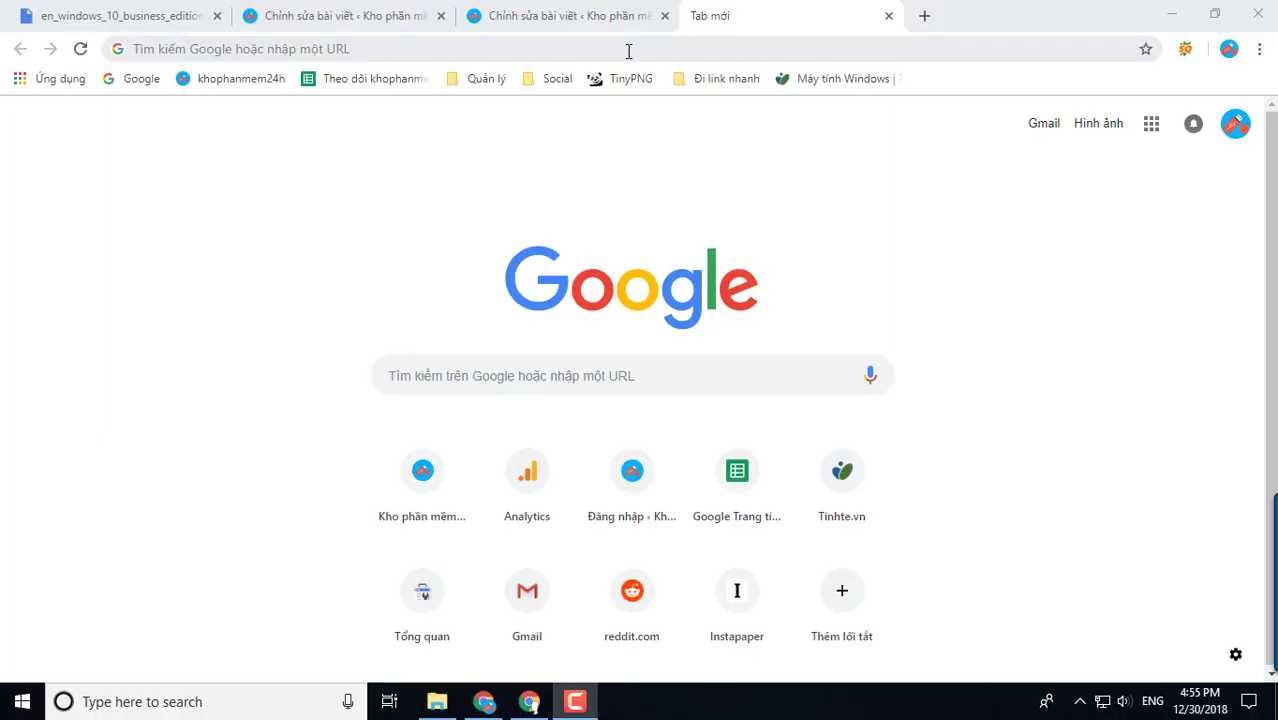 en_windows_10_business_edition
Chỉnh sửa bài viết ‹ Kho phần mề
Chỉnh sửa bài viết ‹ Kho phần mề
Tab mới
Tìm kiếm Google hoặc nhập một URL
Ứng dụng
Google
khophanmem24h
Theo dõi khophanme
Quản lý
Social
TinyPNG
Đi link nhanh
Máy tính Windows | T
Gmail
Hình ảnh
Google
Tìm kiếm trên Google hoặc nhập một URL
Kho phần mềm...
Analytics
Đăng nhập ‹ Kh...
Google Trang tí...
Tinhte.vn
Tổng quan
Gmail
reddit.com
Instapaper
Thêm lối tắt
Type here to search
ENG
4:55 PM
12/30/2018